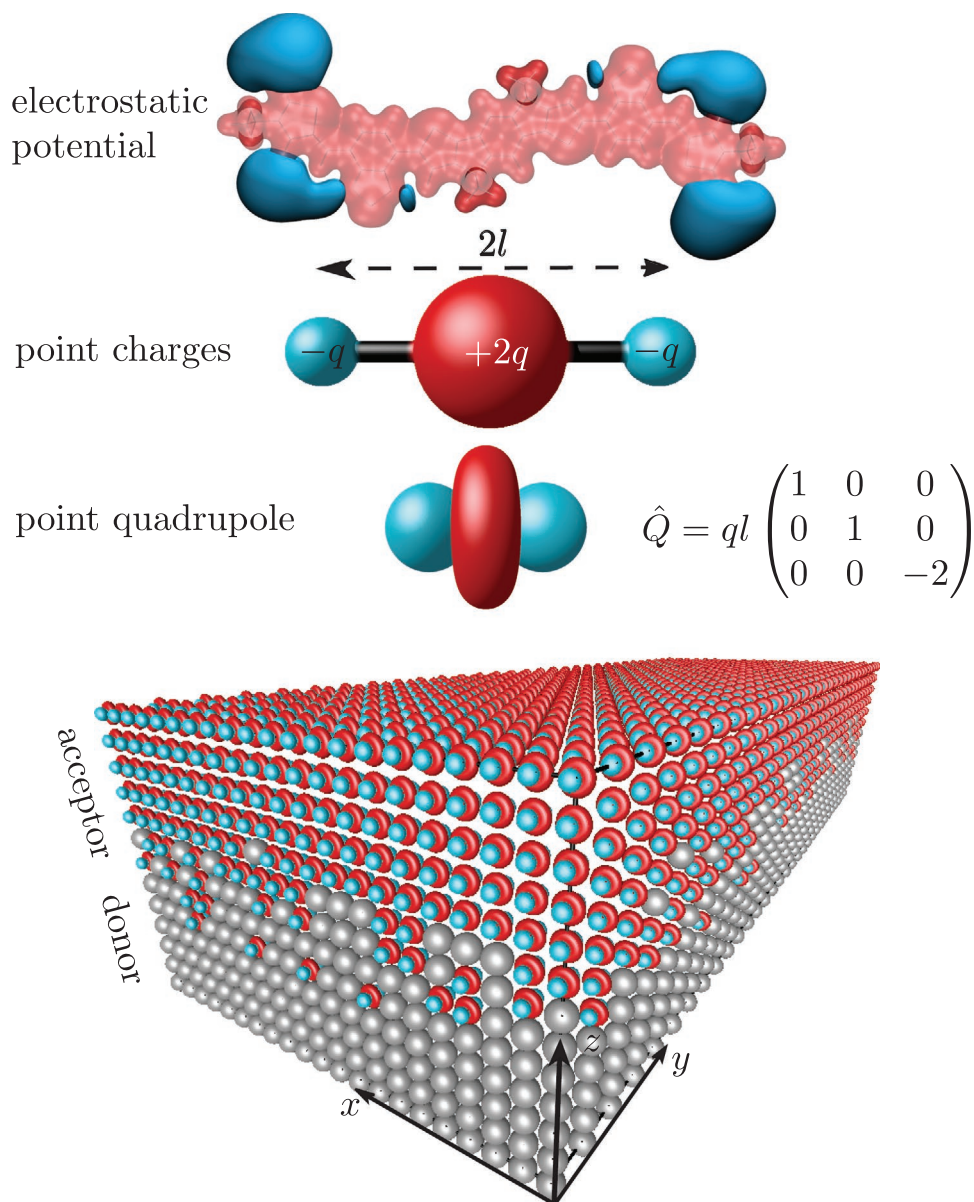 electrostatic
potential
2l
point charges
−q
+2q
−q
point quadrupole
Q̂ = ql
1 0 0
0 1 0
0 0 −2
acceptor
donor
z
y
x